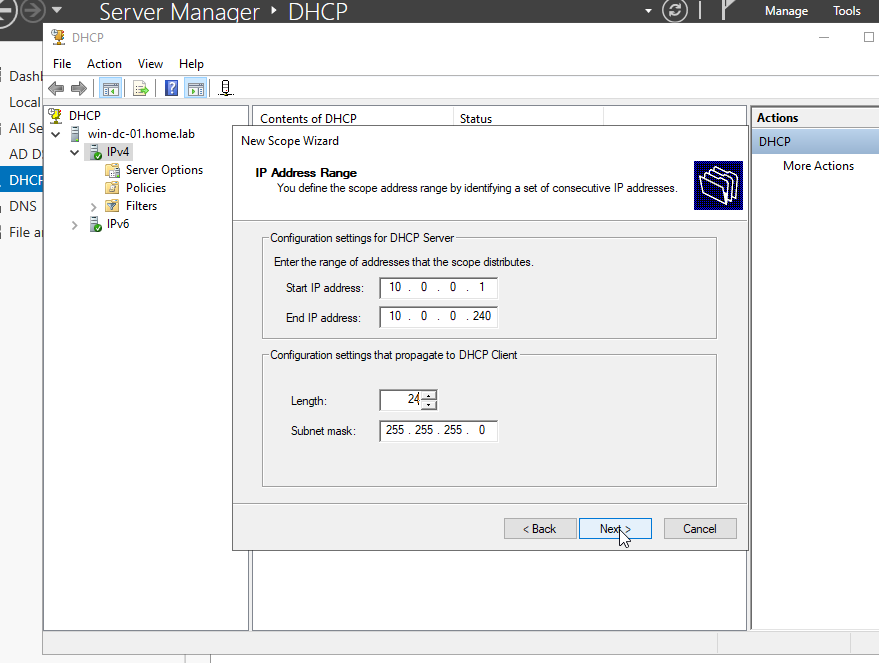 Server Manager ‣ DHCP
Manage Tools
DHCP
File Action View Help
Dashb
Local
All Se
AD D
DHCP
DNS
File a
DHCP
win-dc-01.home.lab
IPv4
Server Options
Policies
Filters
IPv6
Contents of DHCP Status
Actions
DHCP
More Actions
New Scope Wizard
IP Address Range
You define the scope address range by identifying a set of consecutive IP addresses.
Configuration settings for DHCP Server
Enter the range of addresses that the scope distributes.
Start IP address: 10 . 0 . 0 . 1
End IP address: 10 . 0 . 0 . 240
Configuration settings that propagate to DHCP Client
Length: 24
Subnet mask: 255 . 255 . 255 . 0
< Back Next > Cancel